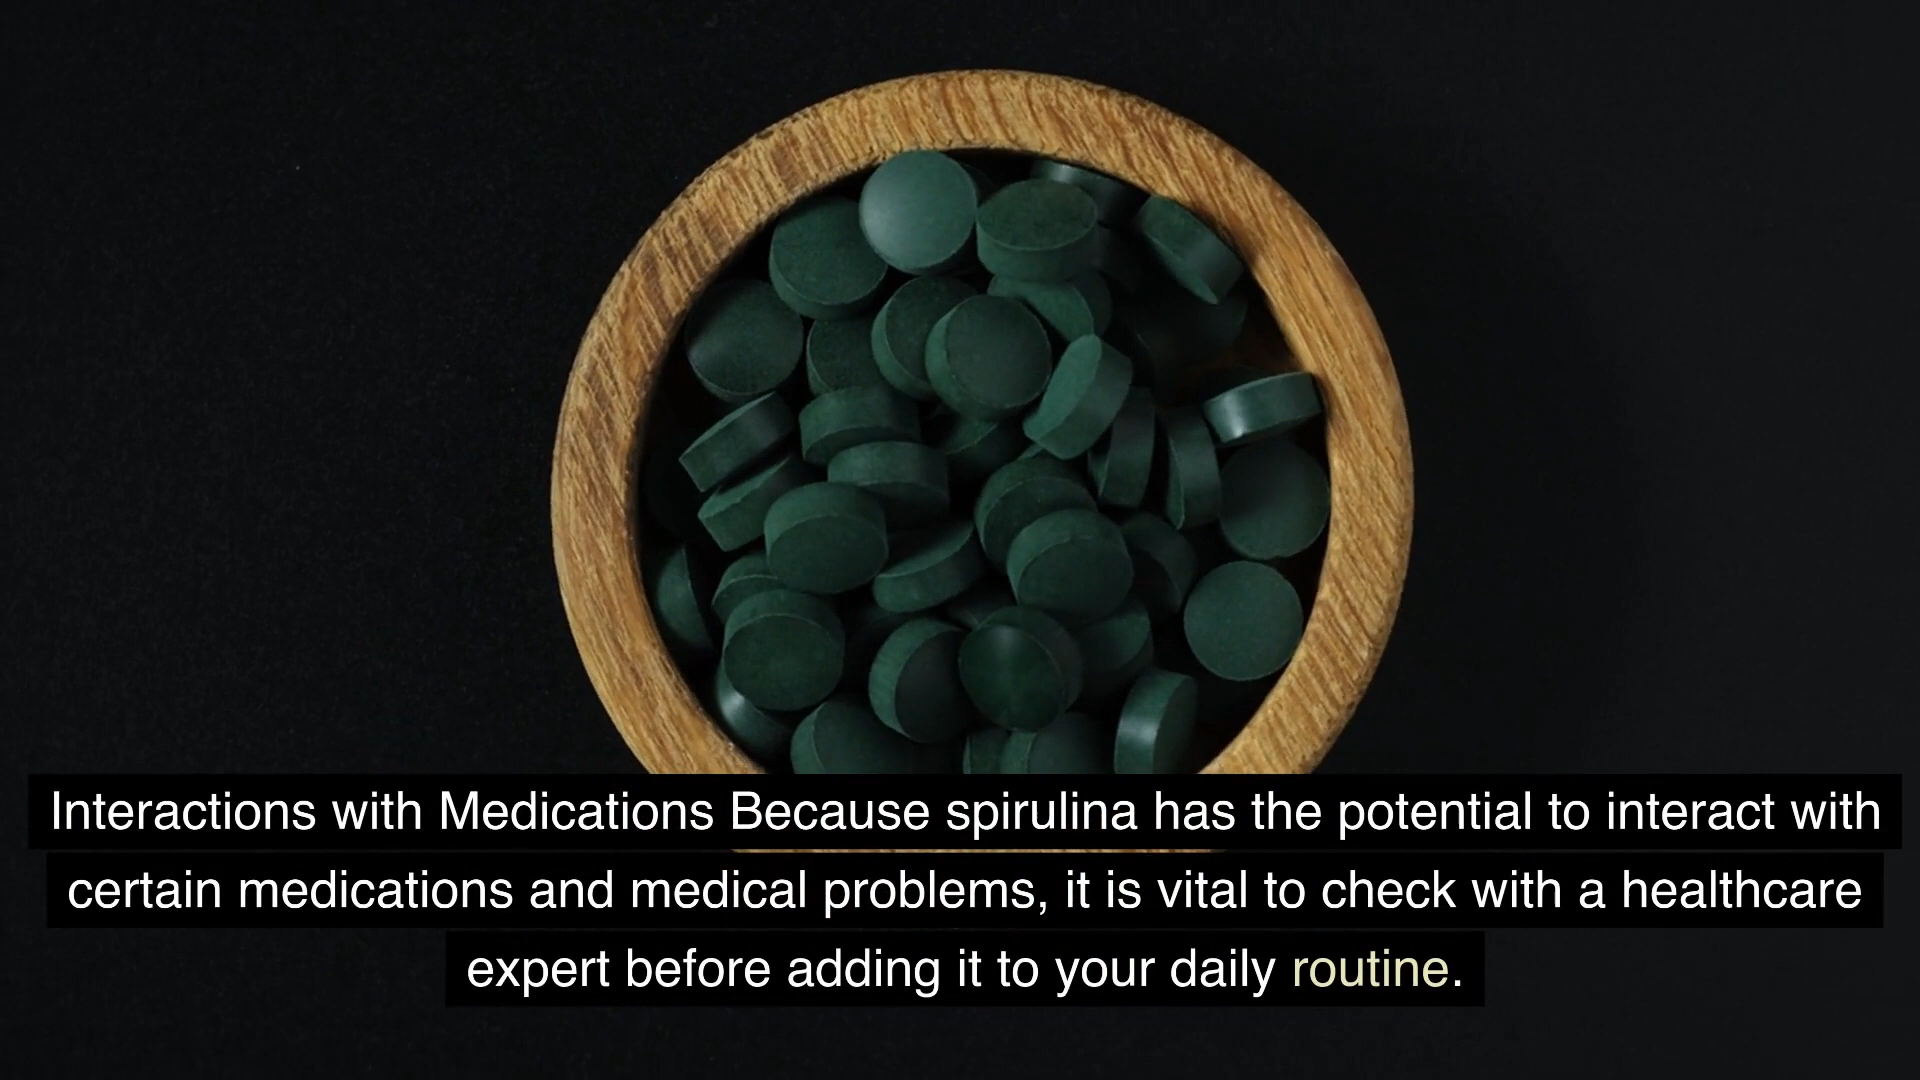 Interactions with Medications Because spirulina has the potential to interact with
certain medications and medical problems, it is vital to check with a healthcare
expert before adding it to your daily routine.